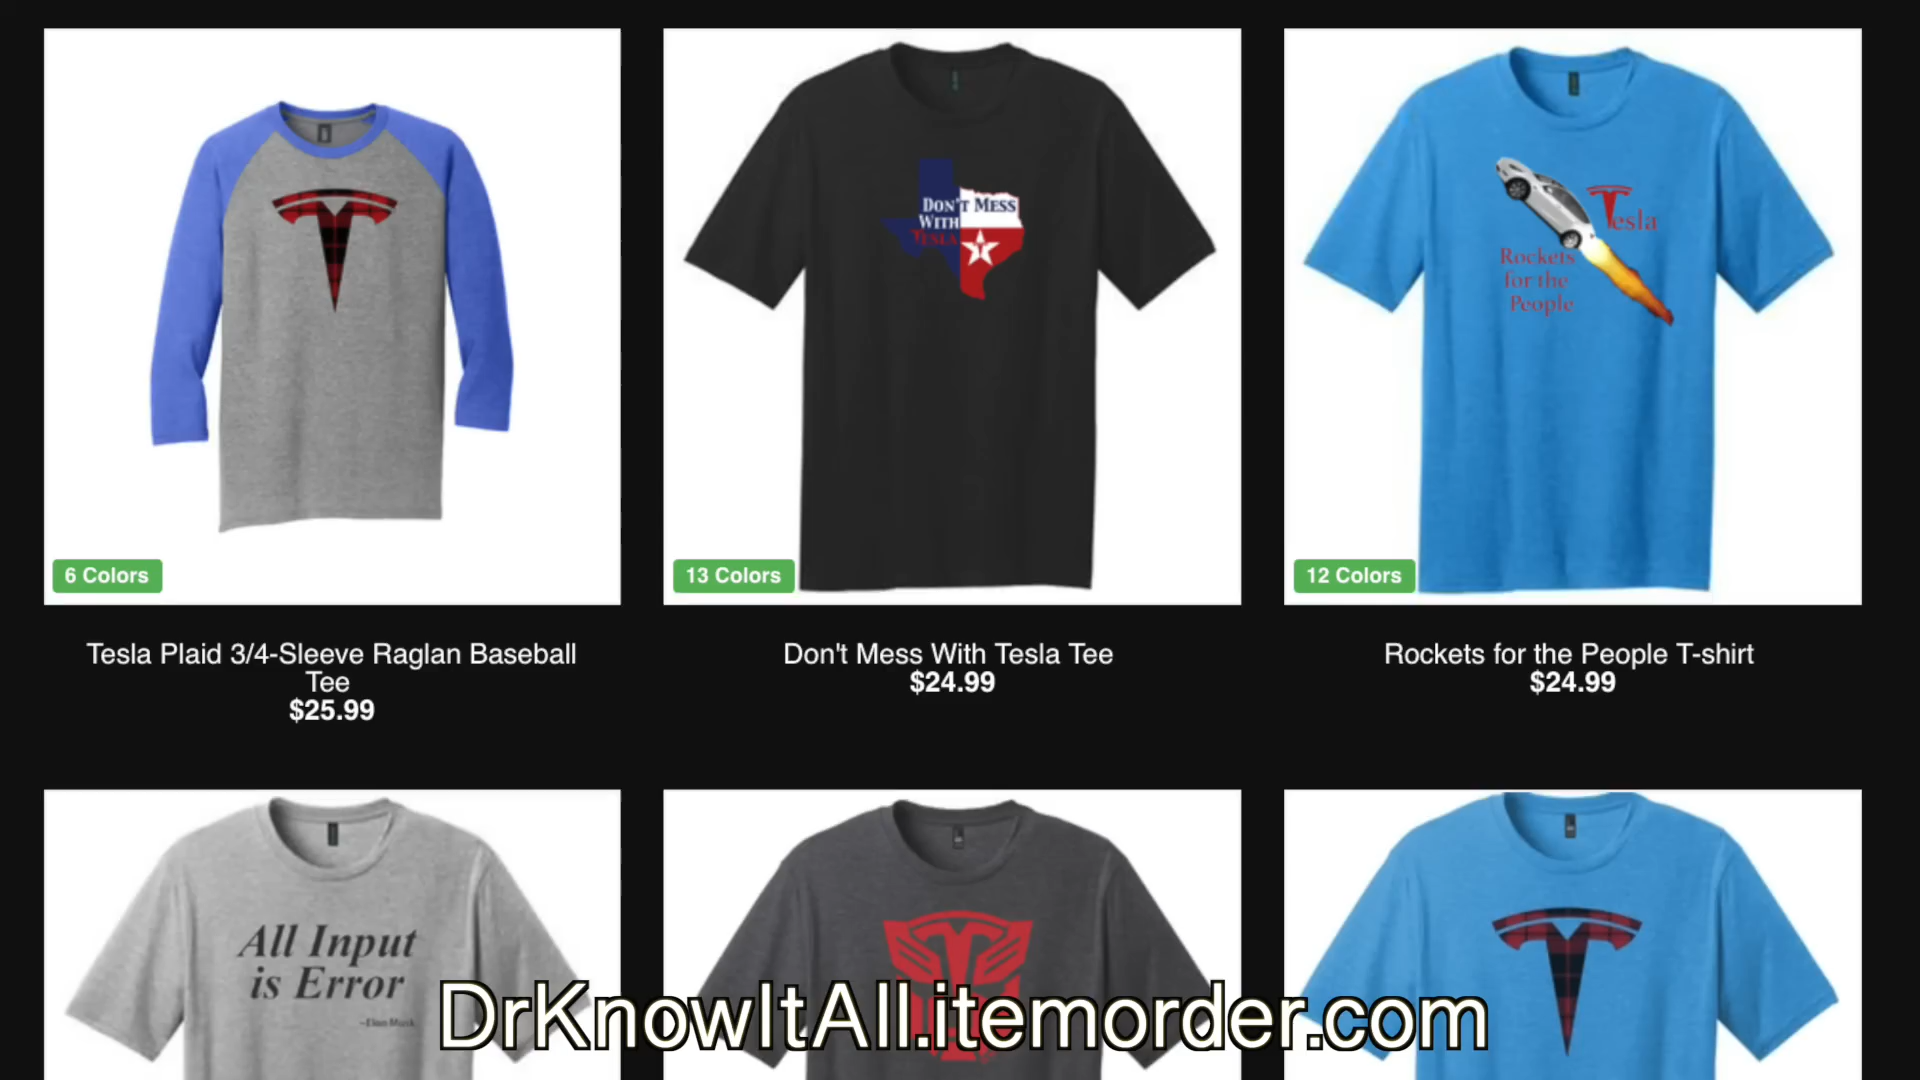 DON'T MESS
WITH
TESLA
Tesla
Rockets
for the
People
6 Colors
13 Colors
12 Colors
Tesla Plaid 3/4-Sleeve Raglan Baseball
Tee
$25.99
Don't Mess With Tesla Tee
$24.99
Rockets for the People T-shirt
$24.99
All Input
is Error
~Elon Musk
DrKnowItAll.itemorder.com